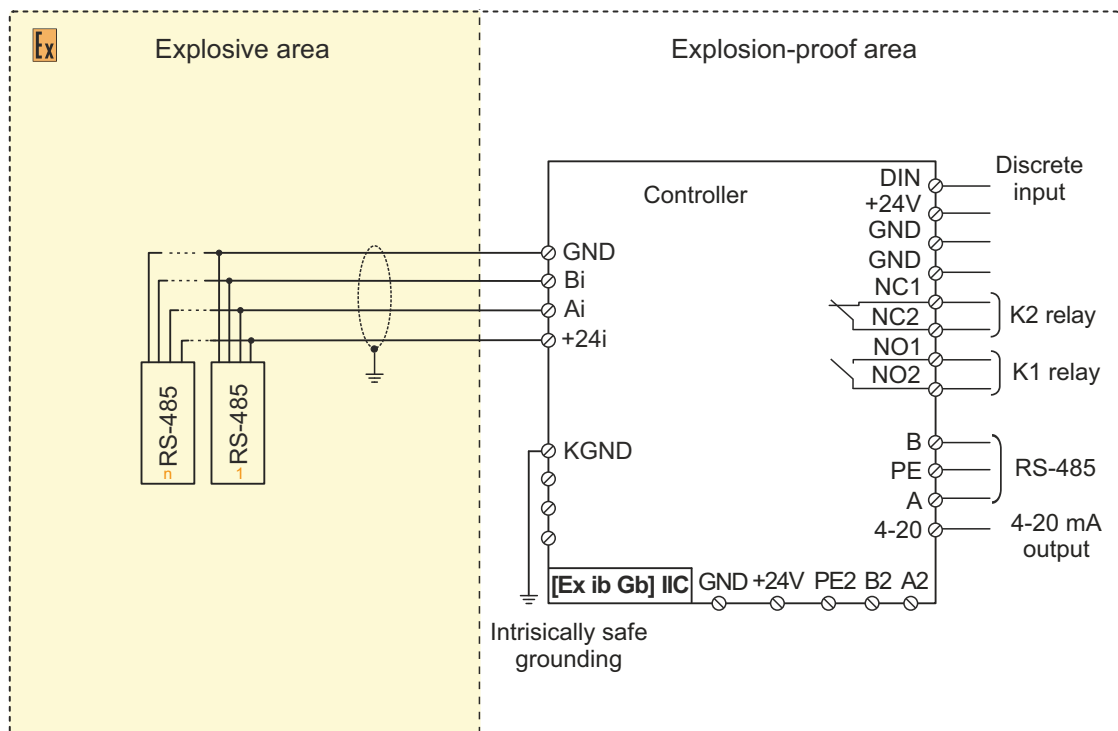 Ex
Explosive area
Explosion-proof area
Controller
DIN
+24V
GND
GND
NC1
NC2
NO1
NO2
B
PE
A
4-20
Discrete
input
K2 relay
K1 relay
RS-485
4-20 mA
output
GND
Bi
Ai
+24i
KGND
RS-485
n
RS-485
1
[Ex ib Gb] IIC
GND
+24V
PE2
B2
A2
Intrisically safe
grounding